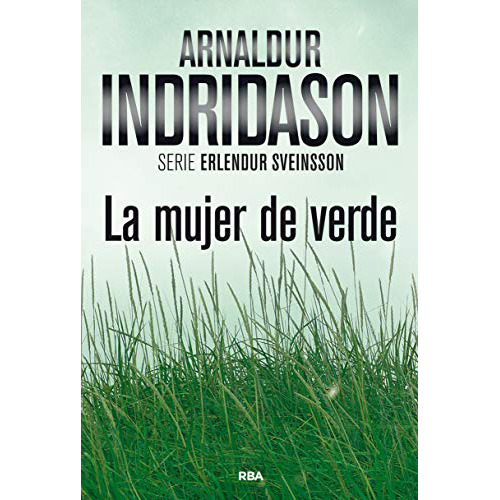 ARNALDUR
INDRIDASON
SERIE ERLENDUR SVEINSSON
La mujer de verde
RBA